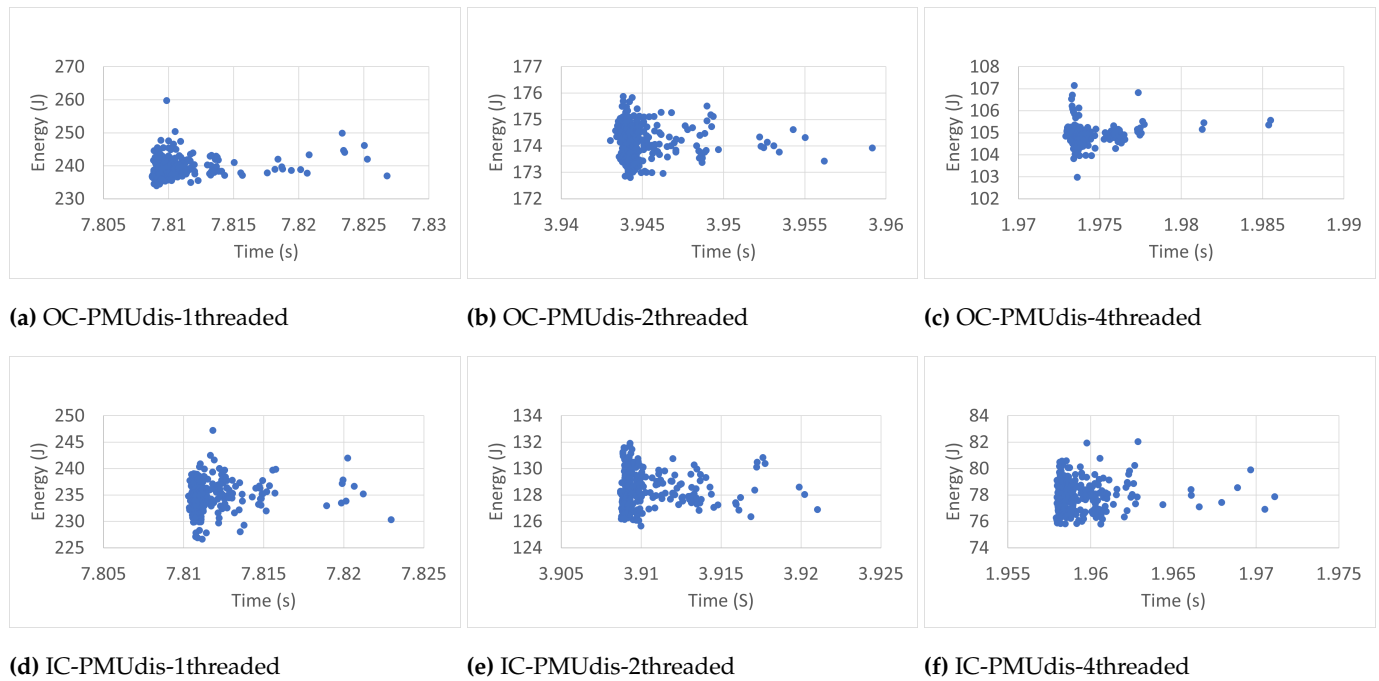 270
260
250
240
230
Energy (J)
7.805 7.81 7.815 7.82 7.825 7.83
Time (s)
177
176
175
174
173
172
Energy (J)
3.94 3.945 3.95 3.955 3.96
Time (s)
108
107
106
105
104
103
102
Energy (J)
1.97 1.975 1.98 1.985 1.99
Time (s)
(a) OC-PMUdis-1threaded
(b) OC-PMUdis-2threaded
(c) OC-PMUdis-4threaded
250
245
240
235
230
225
Energy (J)
7.805 7.81 7.815 7.82 7.825
Time (s)
134
132
130
128
126
124
Energy (J)
3.905 3.91 3.915 3.92 3.925
Time (S)
84
82
80
78
76
74
Energy (J)
1.955 1.96 1.965 1.97 1.975
Time (s)
(d) IC-PMUdis-1threaded
(e) IC-PMUdis-2threaded
(f) IC-PMUdis-4threaded